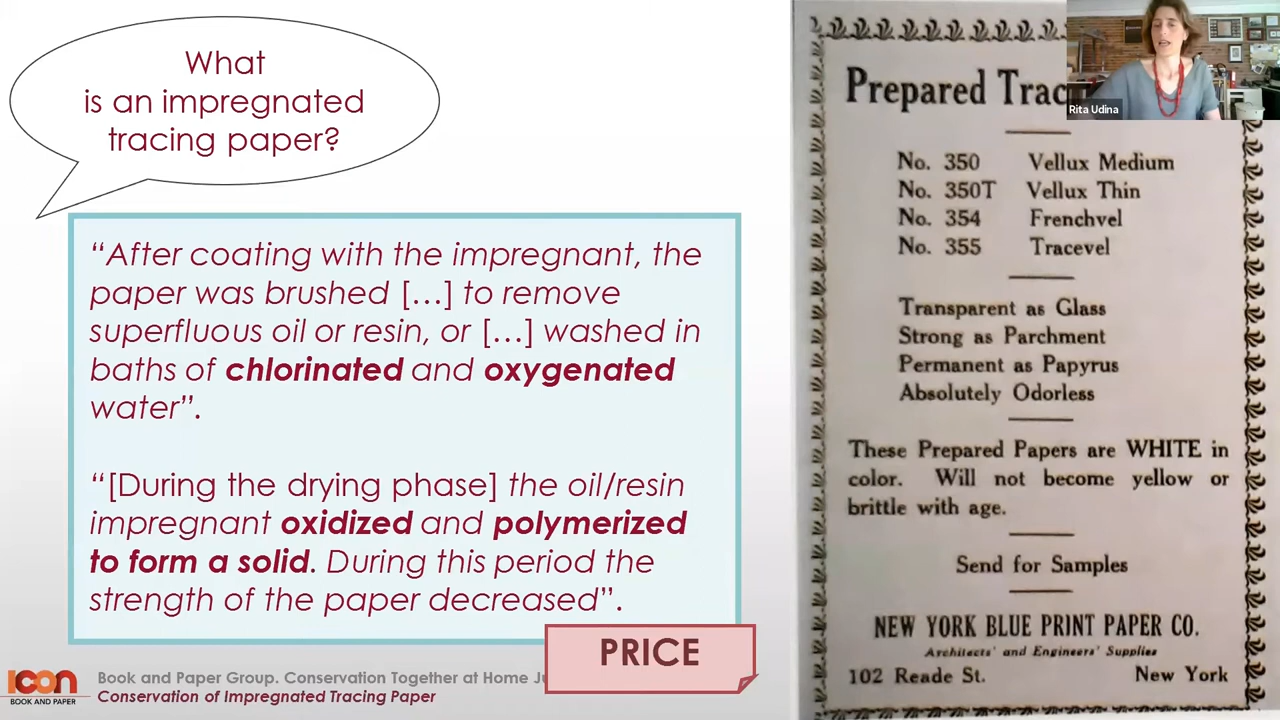 What
is an impregnated
tracing paper?
“After coating with the impregnant, the
paper was brushed […] to remove
superfluous oil or resin, or […] washed in
baths of chlorinated and oxygenated
water”.
“[During the drying phase] the oil/resin
impregnant oxidized and polymerized
to form a solid. During this period the
strength of the paper decreased”.
PRICE
icon
BOOK AND PAPER
Book and Paper Group. Conservation Together at Home
Conservation of Impregnated Tracing Paper
Prepared
Rita Udina
No. 350 Vellux Medium
No. 350T Vellux Thin
No. 354 Frenchvel
No. 355 Tracevel
Transparent as Glass
Strong as Parchment
Permanent as Papyrus
Absolutely Odorless
These Prepared Papers are WHITE in
color. Will not become yellow or
brittle with age.
Send for Samples
NEW YORK BLUE PRINT PAPER CO.
Architects' and Engineers' Supplies
102 Reade St. New York